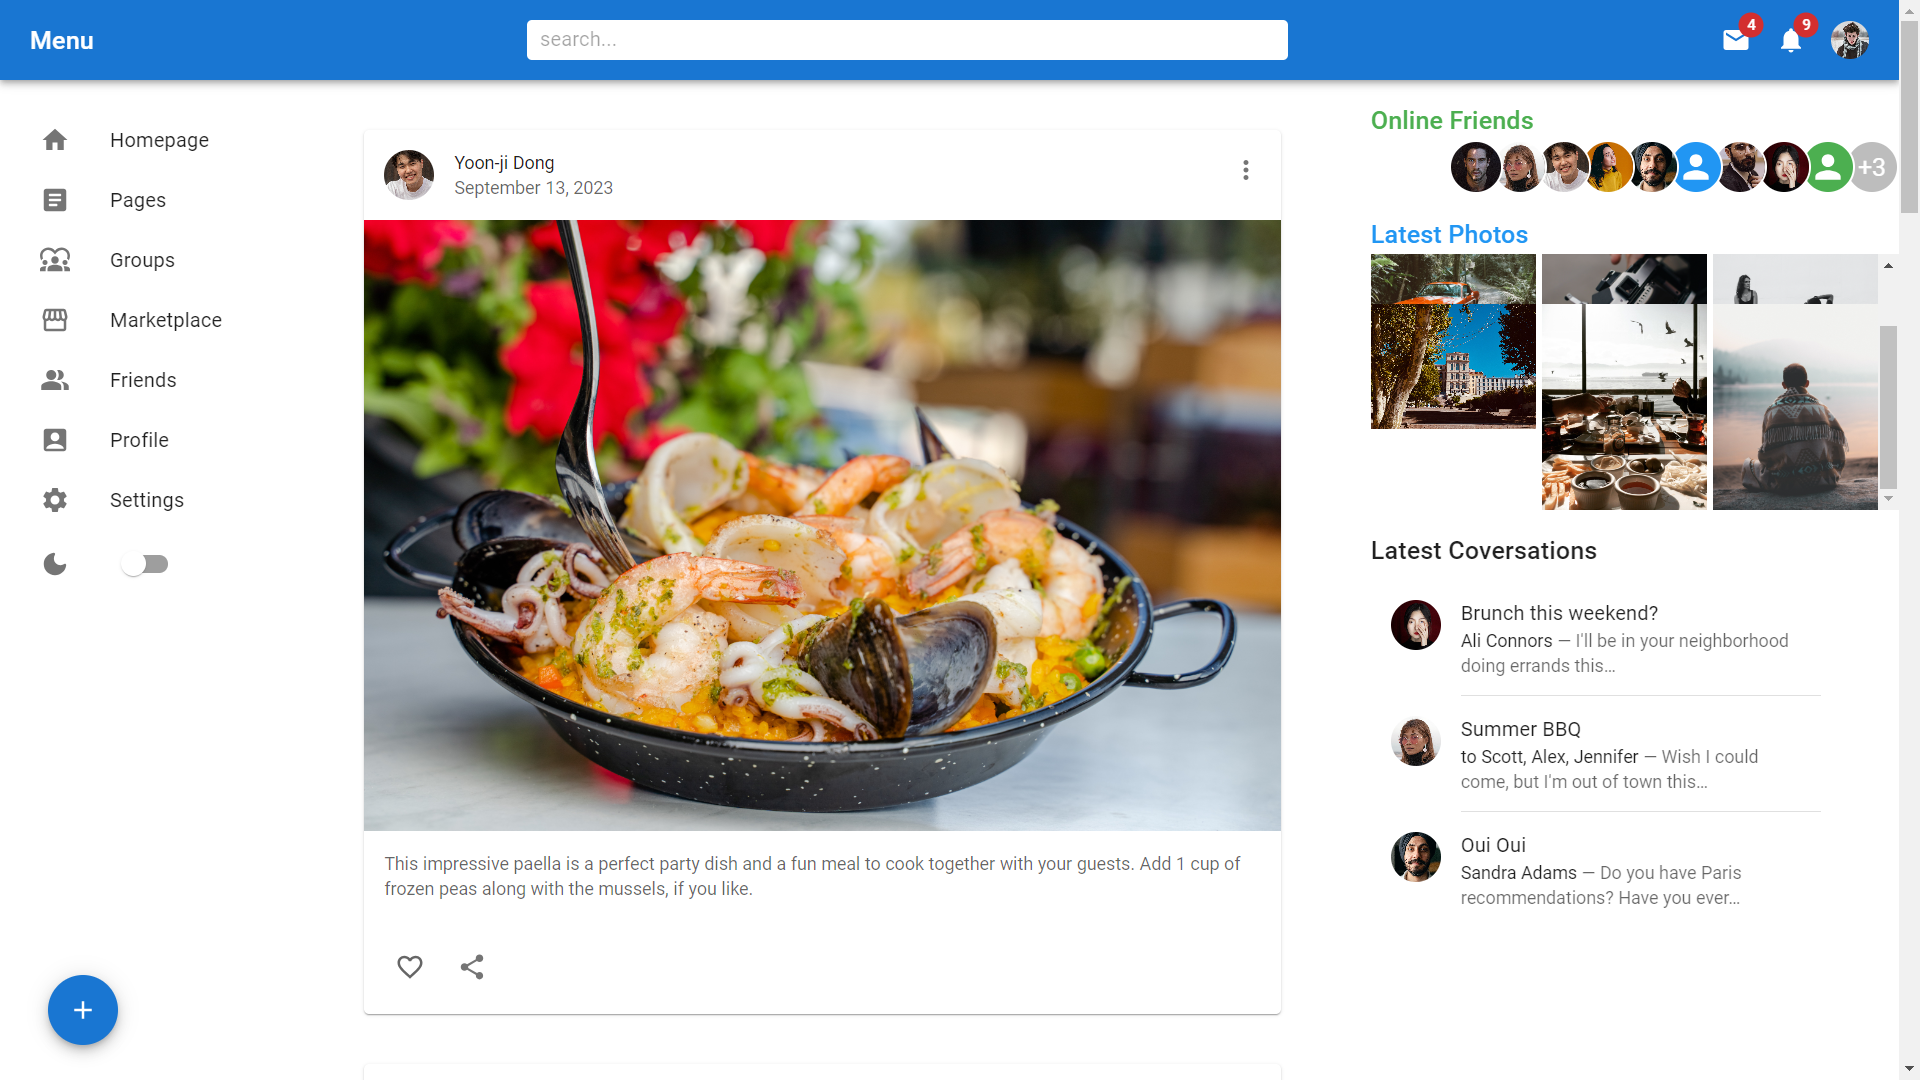 Menu
search...
4
9
Homepage
Pages
Groups
Marketplace
Friends
Profile
Settings
Yoon-ji Dong
September 13, 2023
This impressive paella is a perfect party dish and a fun meal to cook together with your guests. Add 1 cup of
frozen peas along with the mussels, if you like.
Online Friends
+3
Latest Photos
Latest Coversations
Brunch this weekend?
Ali Connors — I'll be in your neighborhood
doing errands this…
Summer BBQ
to Scott, Alex, Jennifer — Wish I could
come, but I'm out of town this…
Oui Oui
Sandra Adams — Do you have Paris
recommendations? Have you ever…